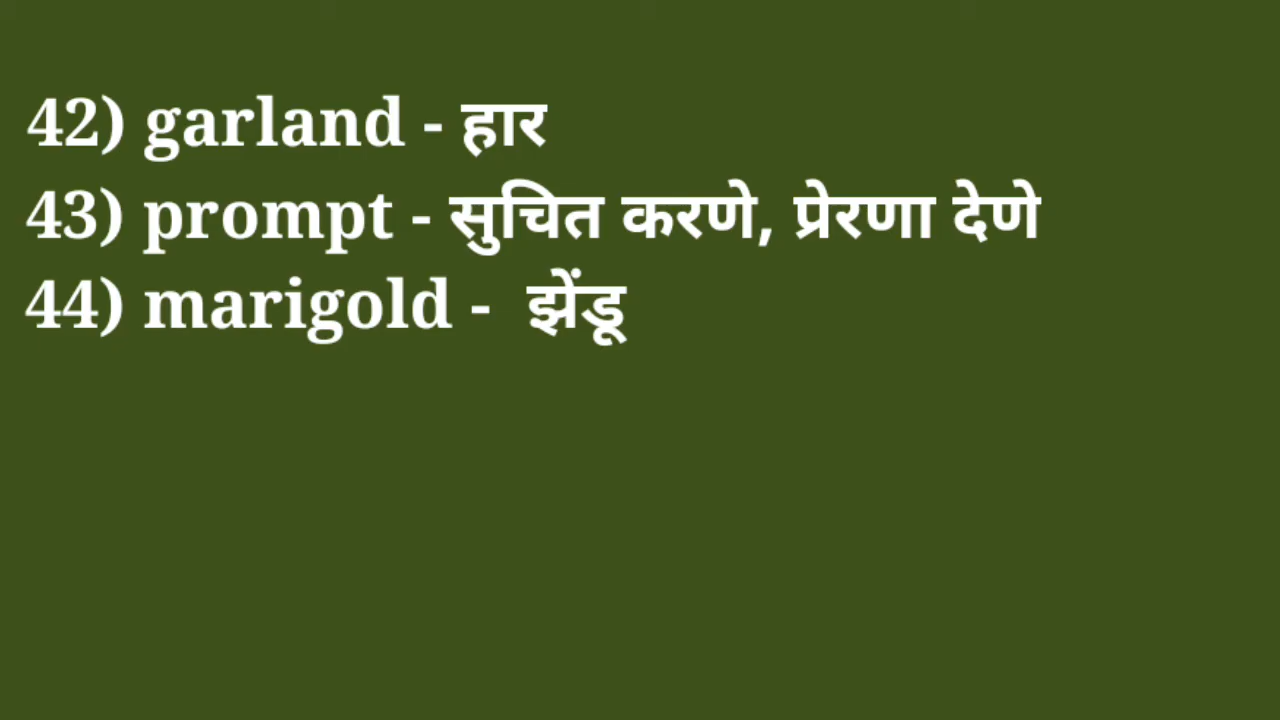 42) garland - हार
43) prompt - सुचित करणे, प्रेरणा देणे
44) marigold -  झेंडू